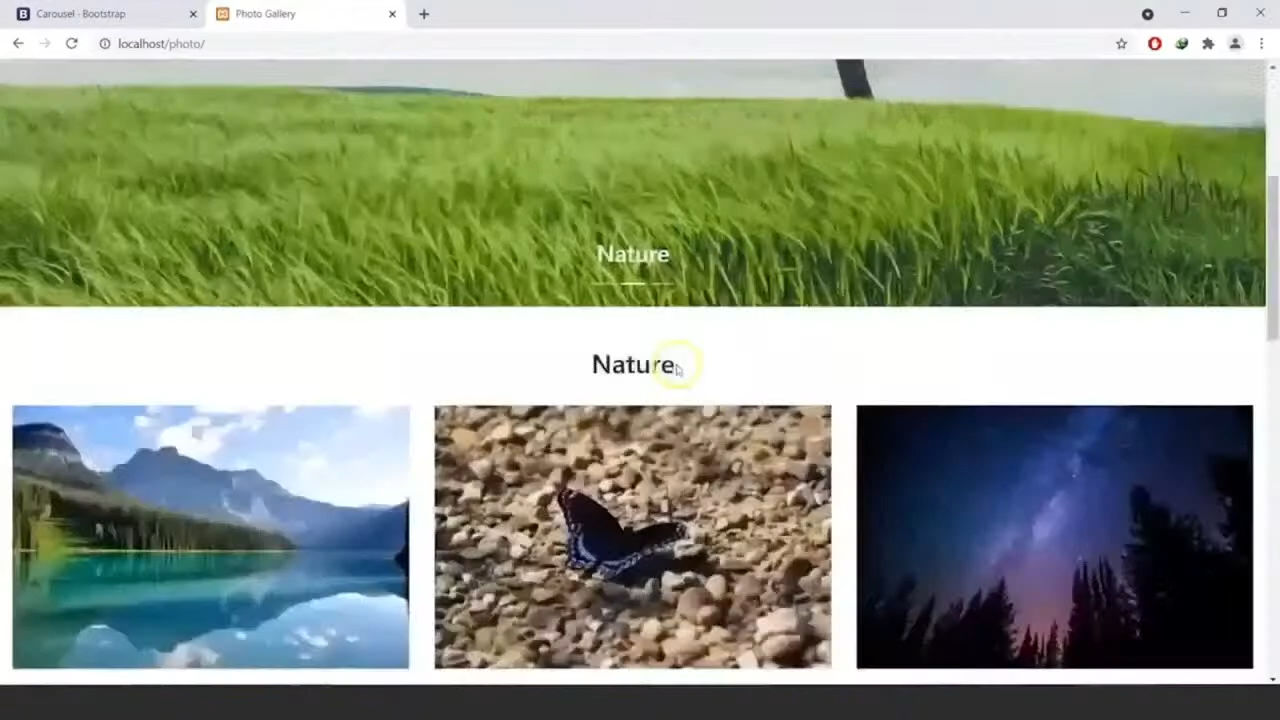 Carousel · Bootstrap
Photo Gallery
localhost/photo/
Nature
Nature